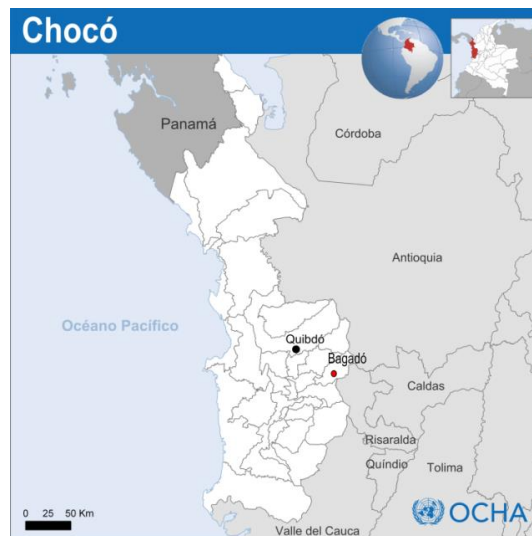 Chocó
Panamá
Córdoba
Antioquia
Océano Pacífico
Quibdó
Bagadó
Caldas
Risaralda
Quíndio
Tolima
Valle del Cauca
0 25 50 Km
OCHA